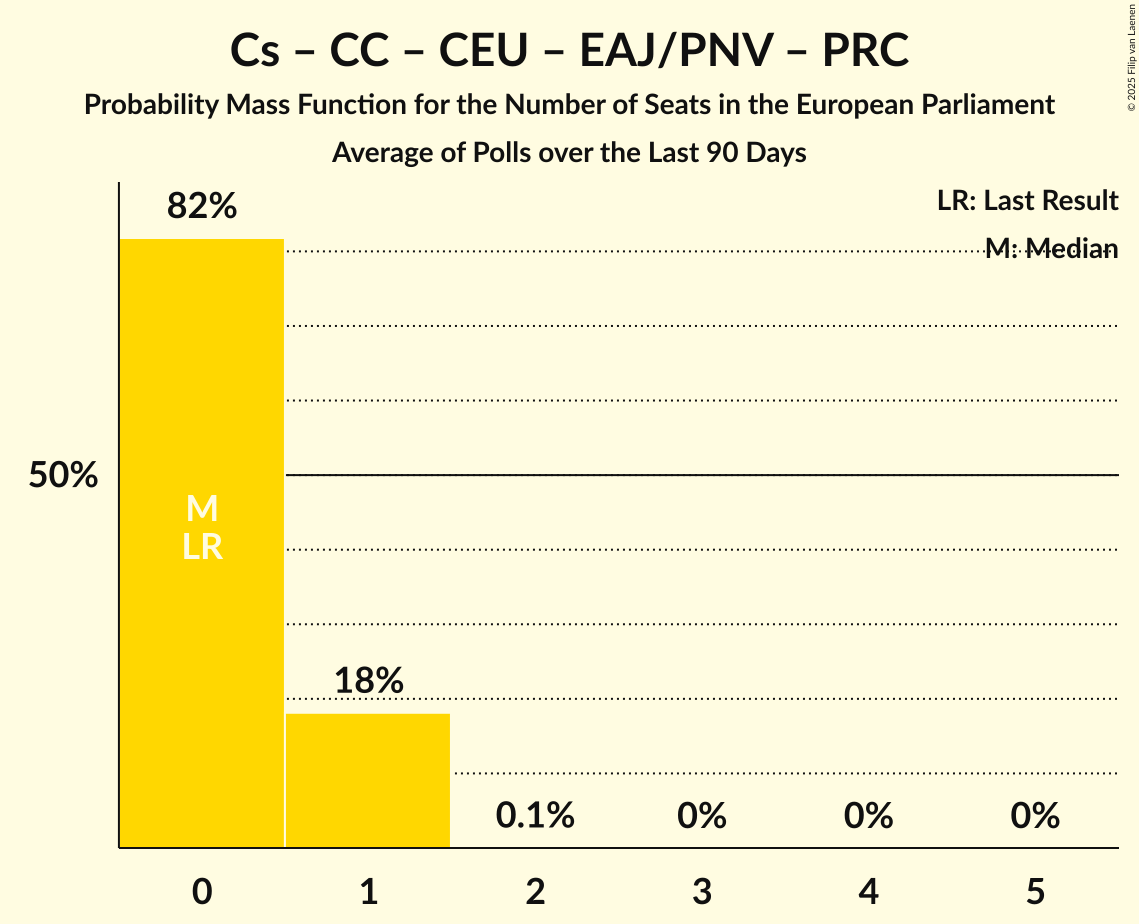 Cs – CC – CEU – EAJ/PNV – PRC
Probability Mass Function for the Number of Seats in the European Parliament
Average of Polls over the Last 90 Days
© 2025 Filip van Laenen
LR: Last Result
M: Median
82%
50%
M
LR
18%
0.1%
0%
0%
0%
0
1
2
3
4
5